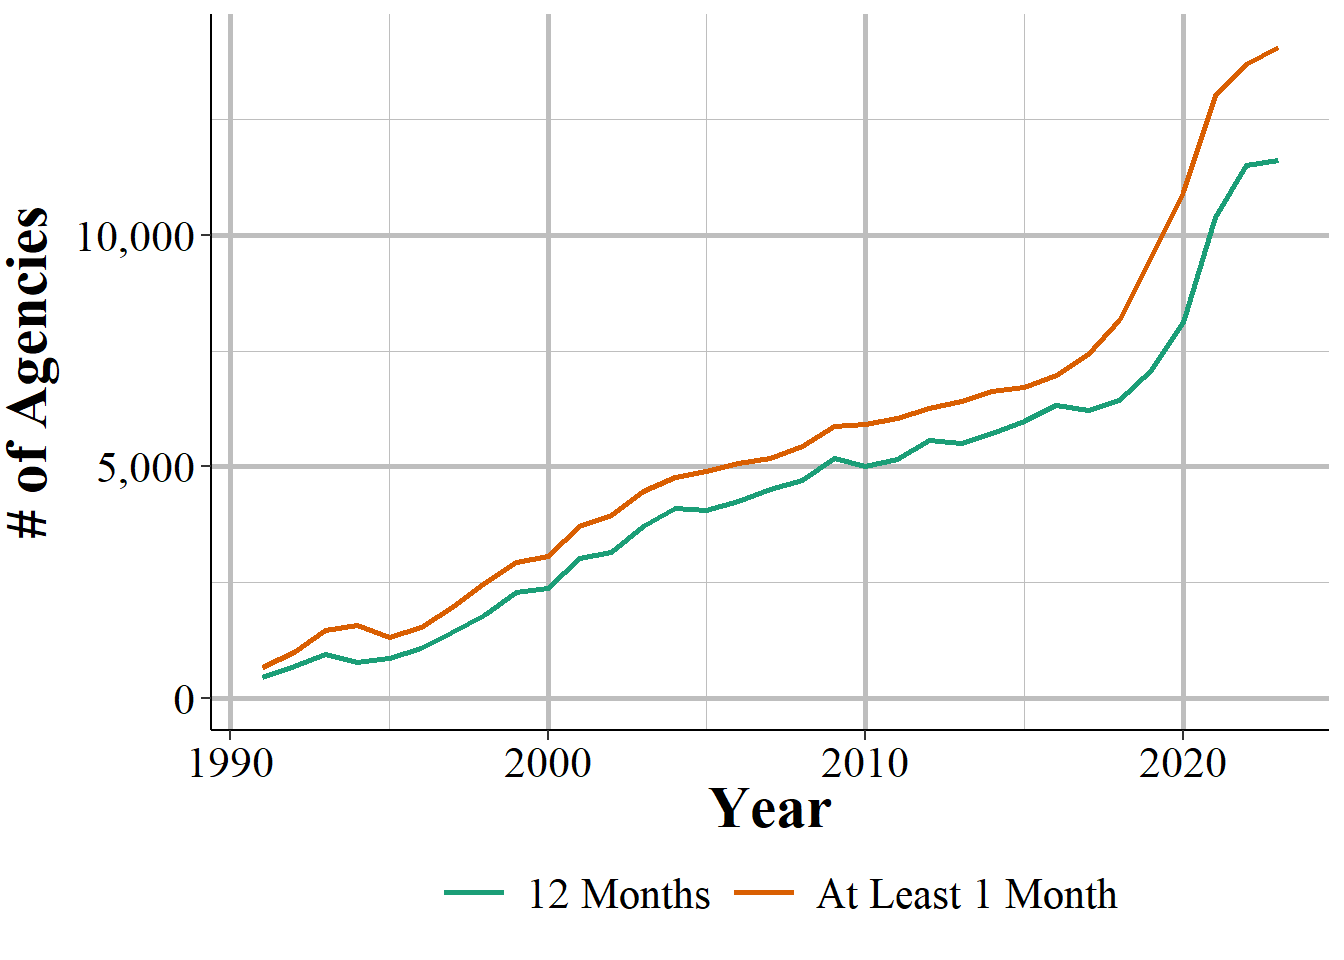 # of Agencies
10,000
5,000
0
1990 2000 2010 2020
Year
12 Months At Least 1 Month